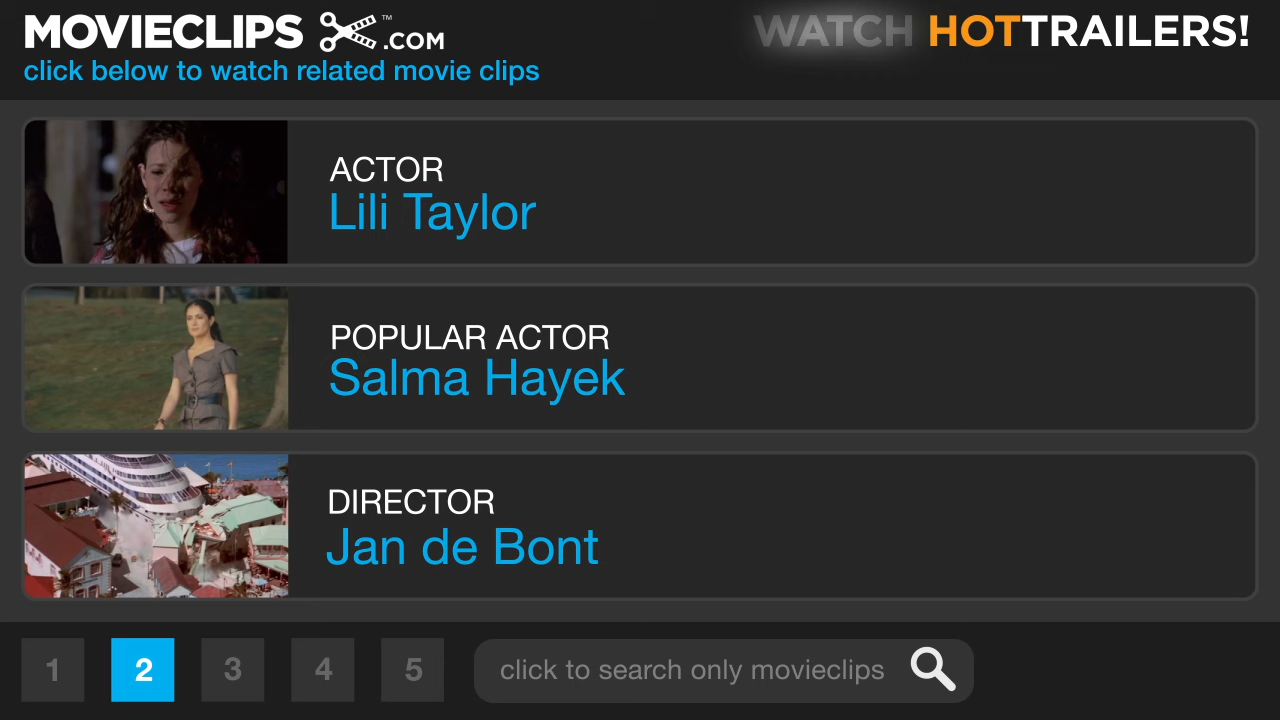 MOVIECLIPS ™ .COM
WATCH HOTTRAILERS!
click below to watch related movie clips
ACTOR
Lili Taylor
POPULAR ACTOR
Salma Hayek
DIRECTOR
Jan de Bont
1 2 3 4 5 click to search only movieclips